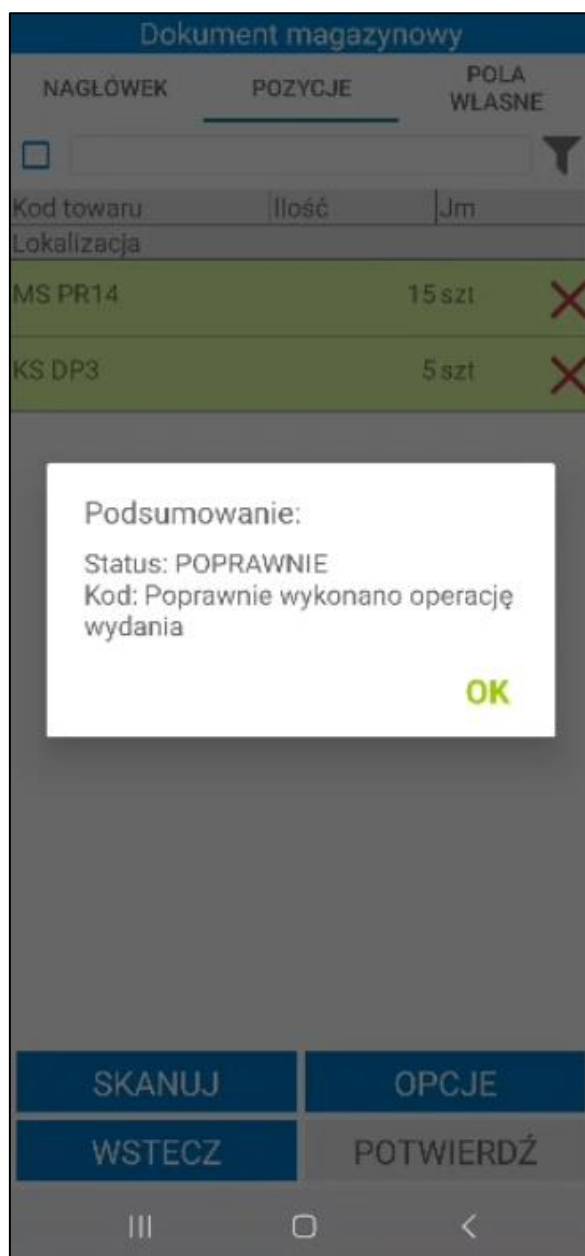 Dokument magazynowy
NAGŁÓWEK POZYCJE POLA WŁASNE
Kod towaru Ilość Jm
Lokalizacja
MS PR14 15 szt
KS DP3 5 szt
Podsumowanie:
Status: POPRAWNIE
Kod: Poprawnie wykonano operację
wydania
OK
SKANUJ OPCJE
WSTECZ POTWIERDŹ